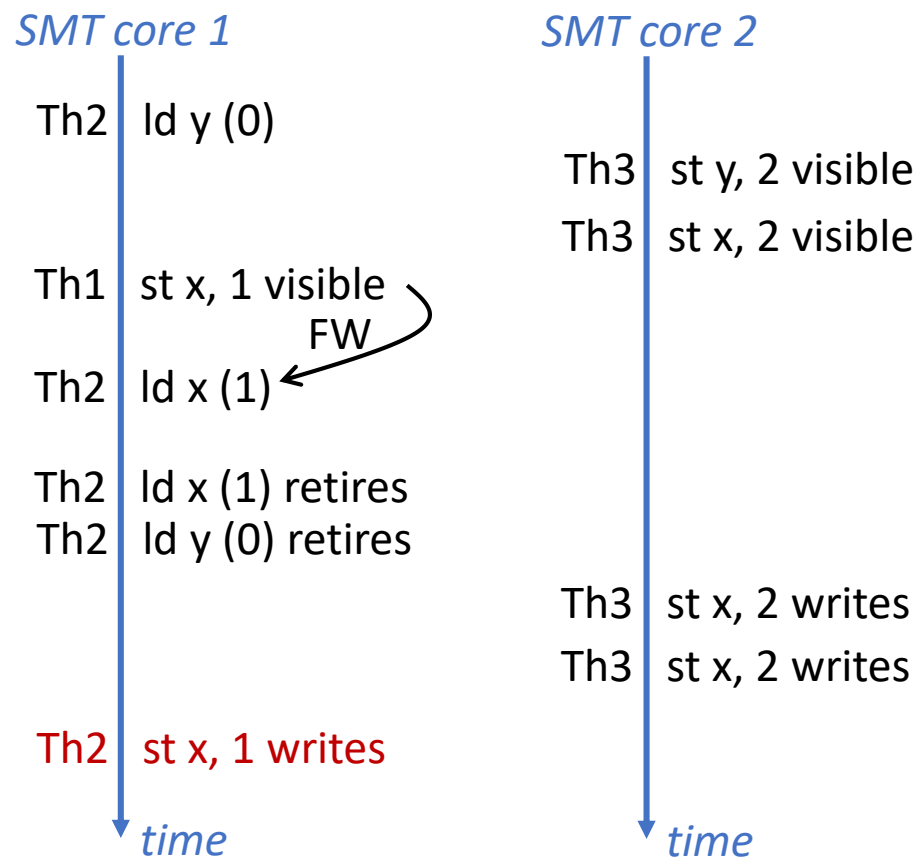 SMT core 1
Th2 ld y (0)
Th1 st x, 1 visible
FW
Th2 ld x (1)
Th2 ld x (1) retires
Th2 ld y (0) retires
Th2 st x, 1 writes
time
SMT core 2
Th3 st y, 2 visible
Th3 st x, 2 visible
Th3 st x, 2 writes
Th3 st x, 2 writes
time